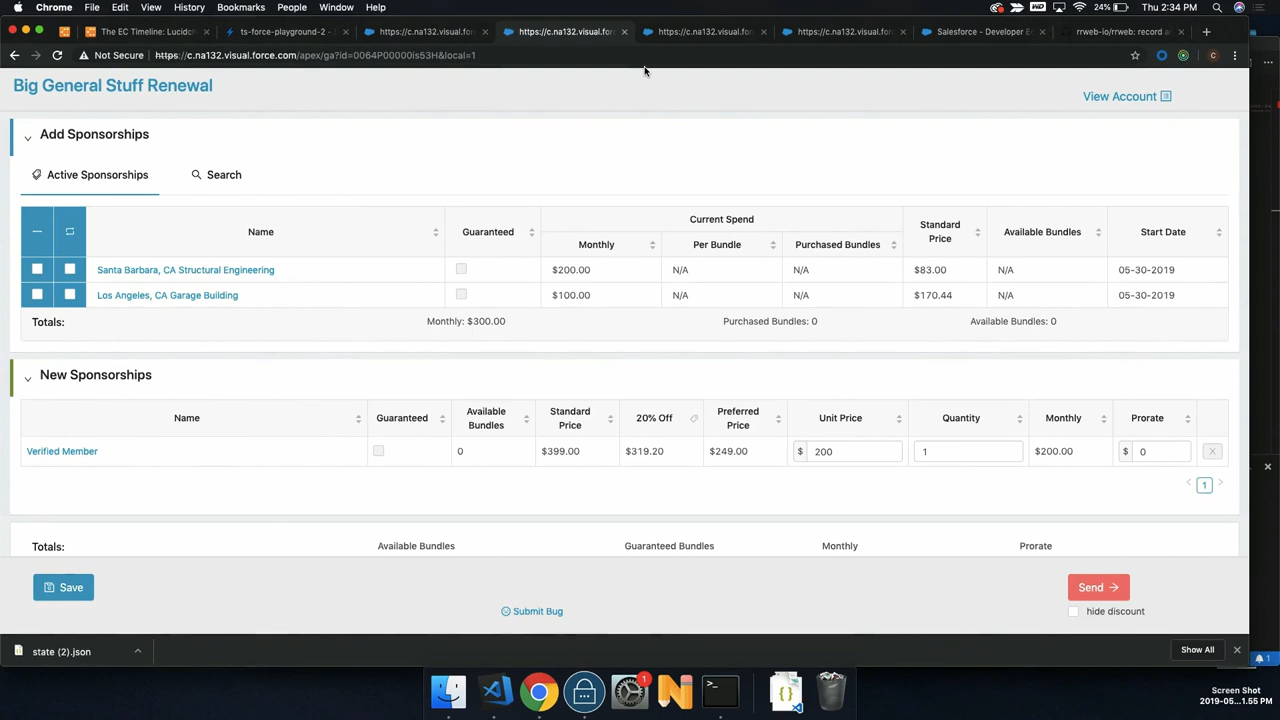 Chrome File Edit View History Bookmarks People Window Help 24% Thu 2:34 PM
The EC Timeline: Lucidch ts-force-playground-2 - https://c.na132.visual.force https://c.na132.visual.force https://c.na132.visual.force https://c.na132.visual.force Salesforce - Developer E rrweb-io/rrweb: record a
Not Secure https://c.na132.visual.force.com/apex/ga?id=0064P00000is53H&local=1 C
Big General Stuff Renewal
View Account
Add Sponsorships
Active Sponsorships Search
Name Guaranteed Current Spend Standard Price Available Bundles Start Date
Monthly Per Bundle Purchased Bundles
Santa Barbara, CA Structural Engineering $200.00 N/A N/A $83.00 N/A 05-30-2019
Los Angeles, CA Garage Building $100.00 N/A N/A $170.44 N/A 05-30-2019
Totals: Monthly: $300.00 Purchased Bundles: 0 Available Bundles: 0
New Sponsorships
Name Guaranteed Available Bundles Standard Price 20% Off Preferred Price Unit Price Quantity Monthly Prorate
Verified Member 0 $399.00 $319.20 $249.00 $ 200 1 $200.00 $ 0 X
1
Totals: Available Bundles Guaranteed Bundles Monthly Prorate
Save Send
Submit Bug hide discount
state (2).json Show All
1
1
Screen Shot
2019-05...1.55 PM